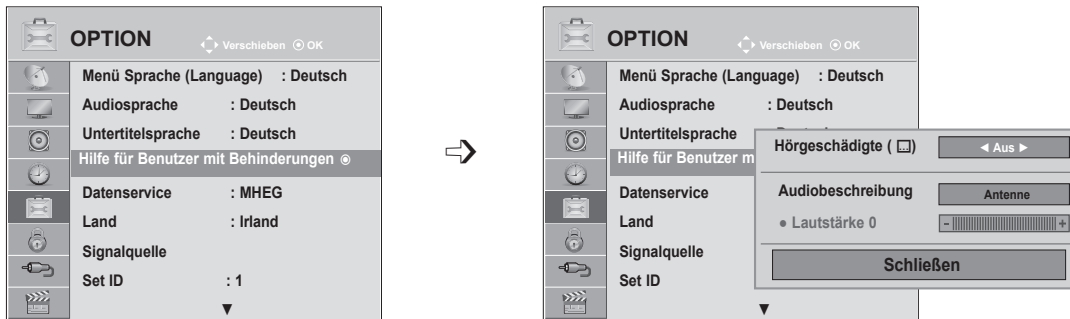 OPTION
Verschieben OK
Menü Sprache (Language) : Deutsch
Audiosprache : Deutsch
Untertitelsprache : Deutsch
Hilfe für Benutzer mit Behinderungen
Datenservice : MHEG
Land : Irland
Signalquelle
Set ID : 1
OPTION
Verschieben OK
Menü Sprache (Language) : Deutsch
Audiosprache : Deutsch
Untertitelsprache
Hilfe für Benutzer m
Datenservice
Land
Signalquelle
Set ID
Hörgeschädigte ( ) ◀ Aus ▶
Audiobeschreibung Antenne
● Lautstärke 0 - +
Schließen